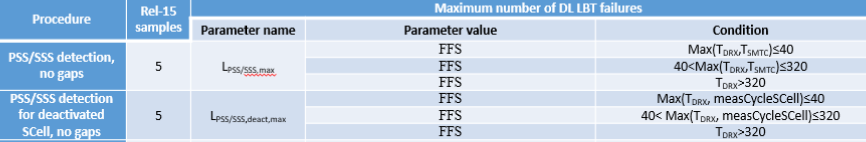 Procedure
Rel-15 samples
Maximum number of DL LBT failures
Parameter name
Parameter value
Condition
PSS/SSS detection, no gaps
5
LPSS/SSS,max
FFS
Max(TDRX,TSMTC)≤40
FFS
40<Max(TDRX,TSMTC)≤320
FFS
TDRX>320
PSS/SSS detection for deactivated SCell, no gaps
5
LPSS/SSS,deact,max
FFS
Max(TDRX, measCycleSCell)≤40
FFS
40< Max(TDRX, measCycleSCell)≤320
FFS
TDRX>320